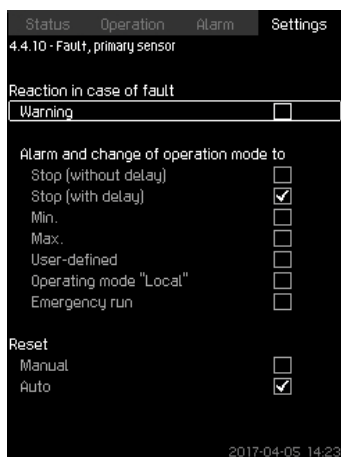 Status Operation Alarm Settings
4.4.10 - Fault, primary sensor
Reaction in case of fault
Warning
Alarm and change of operation mode to
Stop (without delay)
Stop (with delay)
Min.
Max.
User-defined
Operating mode "Local"
Emergency run
Reset
Manual
Auto
2017-04-05 14:23